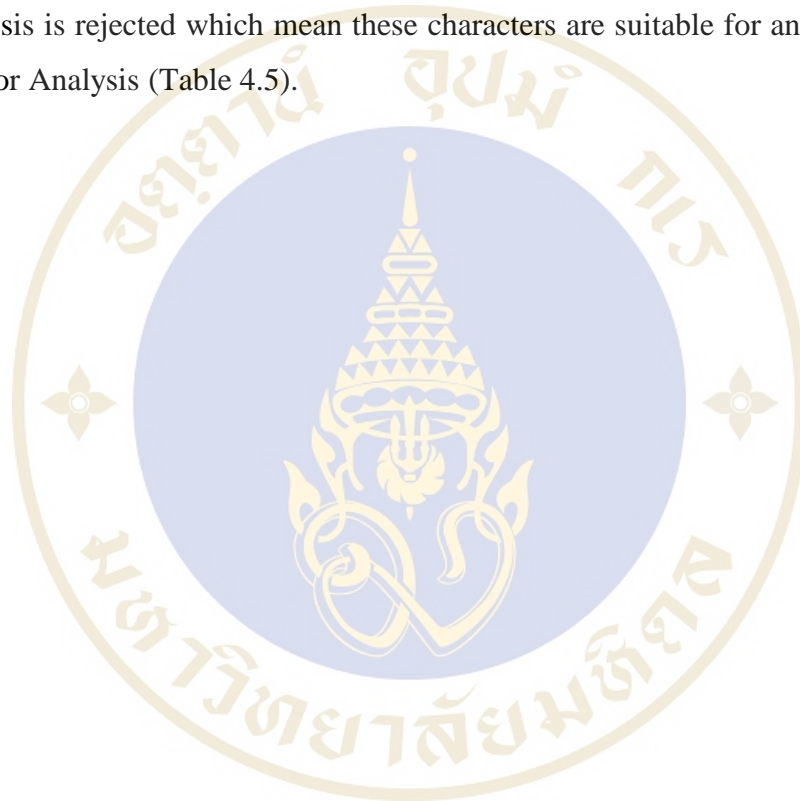 sis is rejected which mean these characters are suitable for an
or Analysis (Table 4.5).
อตฺตานํ อุปมํ กเร
มหาวิทยาลัยมหิดล